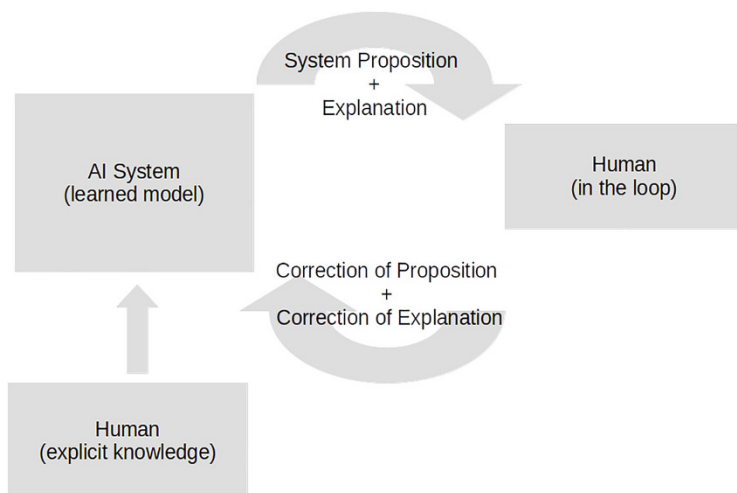 System Proposition
+
Explanation
AI System
(learned model)
Human
(in the loop)
Correction of Proposition
+
Correction of Explanation
Human
(explicit knowledge)